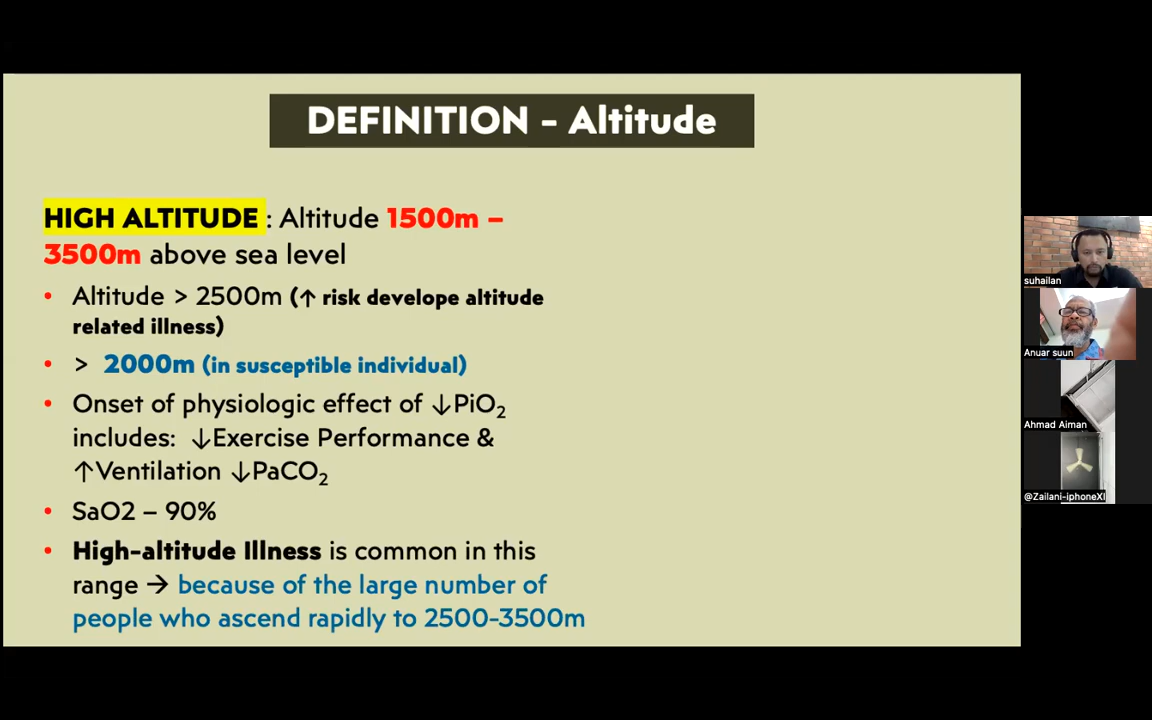 DEFINITION - Altitude
HIGH ALTITUDE : Altitude 1500m –
3500m above sea level
• Altitude > 2500m (↑ risk develope altitude
related illness)
• > 2000m (in susceptible individual)
• Onset of physiologic effect of ↓PiO₂
includes: ↓Exercise Performance &
↑Ventilation ↓PaCO₂
• SaO2 – 90%
• High-altitude Illness is common in this
range → because of the large number of
people who ascend rapidly to 2500-3500m
suhailan
Anuar suun
Ahmad Aiman
@Zailani-iphoneXI